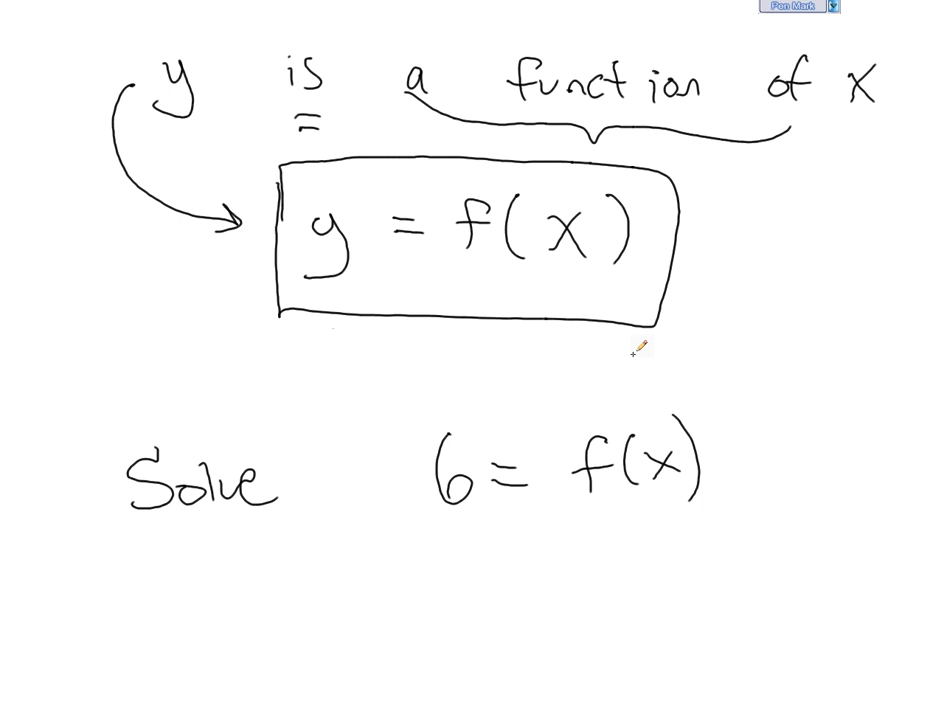 Pen Mark
y is a function of x
=
y = f(x)
Solve 6 = f(x)